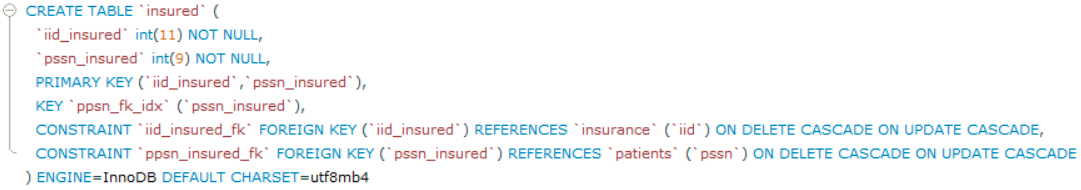 CREATE TABLE `insured` (
`iid_insured` int(11) NOT NULL,
`pssn_insured` int(9) NOT NULL,
PRIMARY KEY (`iid_insured`,`pssn_insured`),
KEY `ppsn_fk_idx` (`pssn_insured`),
CONSTRAINT `iid_insured_fk` FOREIGN KEY (`iid_insured`) REFERENCES `insurance` (`iid`) ON DELETE CASCADE ON UPDATE CASCADE,
CONSTRAINT `ppsn_insured_fk` FOREIGN KEY (`pssn_insured`) REFERENCES `patients` (`pssn`) ON DELETE CASCADE ON UPDATE CASCADE
) ENGINE=InnoDB DEFAULT CHARSET=utf8mb4